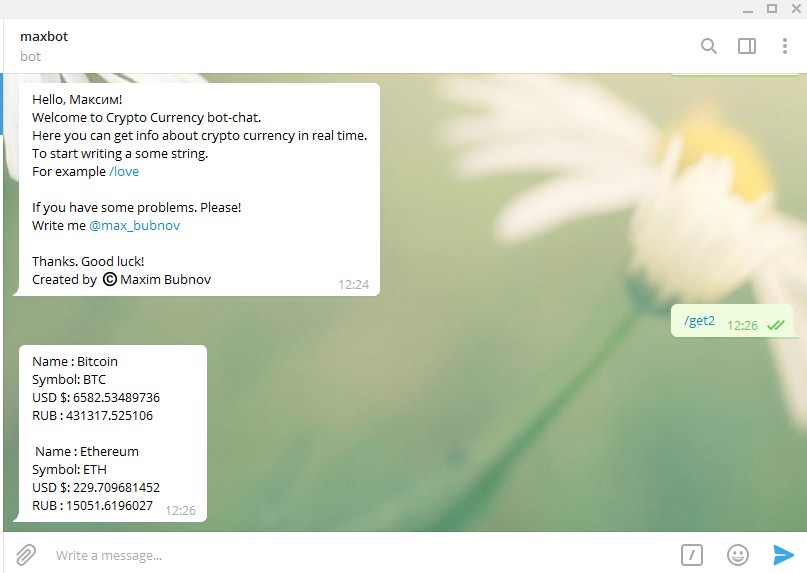 maxbot
bot
Hello, Максим!
Welcome to Crypto Currency bot-chat.
Here you can get info about crypto currency in real time.
To start writing a some string.
For example /love
If you have some problems. Please!
Write me @max_bubnov
Thanks. Good luck!
Created by © Maxim Bubnov
12:24
/get2 12:26
Name : Bitcoin
Symbol: BTC
USD $: 6582.53489736
RUB : 431317.525106
Name : Ethereum
Symbol: ETH
USD $: 229.709681452
RUB : 15051.6196027 12:26
Write a message...